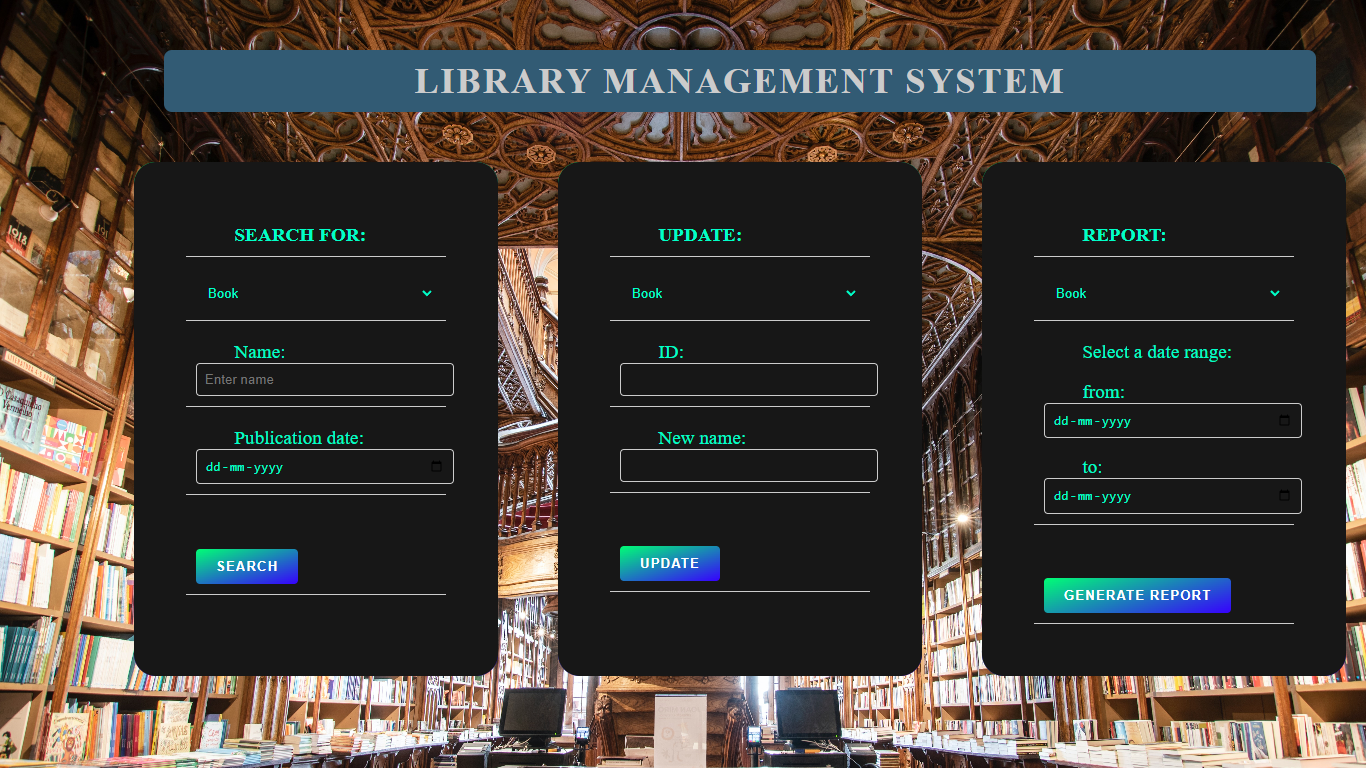 LIBRARY MANAGEMENT SYSTEM
SEARCH FOR:
Book
Name:
Enter name
Publication date:
dd-mm-yyyy
SEARCH
UPDATE:
Book
ID:
New name:
UPDATE
REPORT:
Book
Select a date range:
from:
dd-mm-yyyy
to:
dd-mm-yyyy
GENERATE REPORT
1918